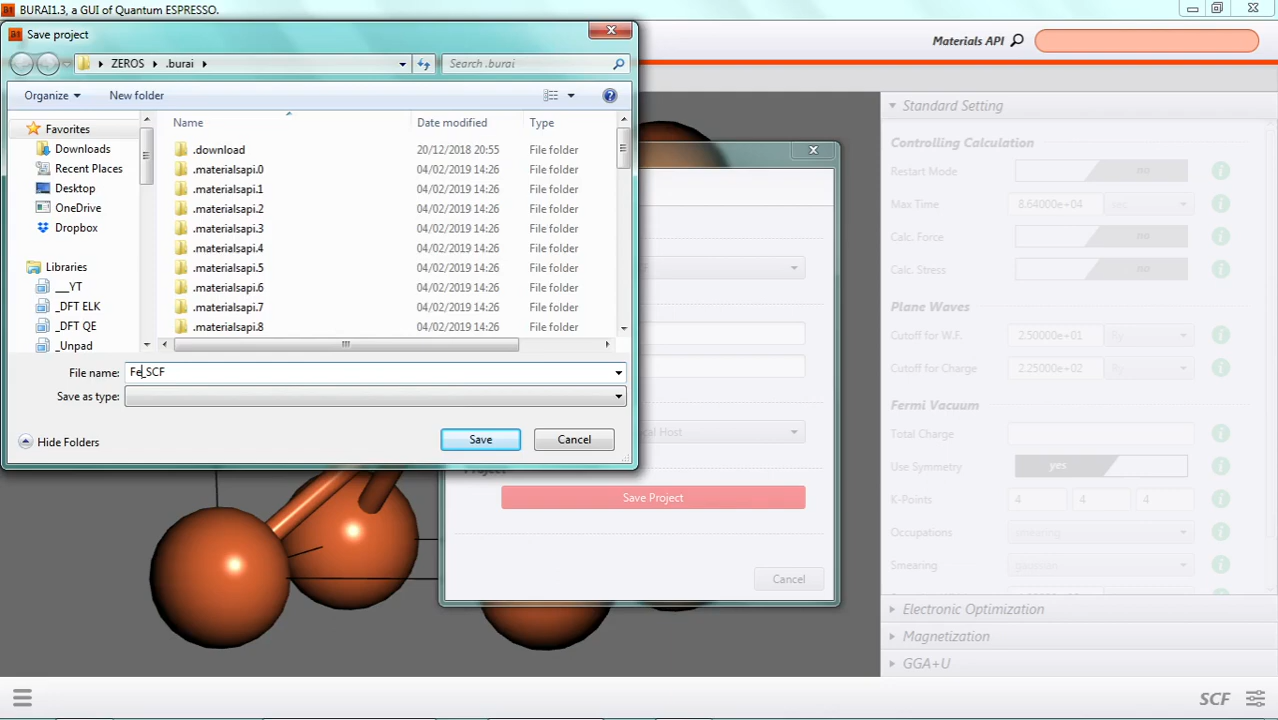 BURAI1.3, a GUI of Quantum ESPRESSO.
Save project
ZEROS .burai
Search .burai
Organize
New folder
Name
Date modified
Type
Favorites
Downloads
Recent Places
Desktop
OneDrive
Dropbox
Libraries
__YT
_DFT ELK
_DFT QE
_Unpad
.download 20/12/2018 20:55 File folder
.materialsapi.0 04/02/2019 14:26 File folder
.materialsapi.1 04/02/2019 14:26 File folder
.materialsapi.2 04/02/2019 14:26 File folder
.materialsapi.3 04/02/2019 14:26 File folder
.materialsapi.4 04/02/2019 14:26 File folder
.materialsapi.5 04/02/2019 14:26 File folder
.materialsapi.6 04/02/2019 14:26 File folder
.materialsapi.7 04/02/2019 14:26 File folder
.materialsapi.8 04/02/2019 14:26 File folder
File name: Fe_SCF
Save as type:
Hide Folders
Save
Cancel
Project
Save Project
Cancel
Materials API
Standard Setting
Controlling Calculation
Restart Mode no
Max Time 8.64000e+04 sec
Calc. Force no
Calc. Stress no
Plane Waves
Cutoff for W.F. 2.50000e+01 Ry
Cutoff for Charge 2.25000e+02 Ry
Fermi Vacuum
Total Charge
Use Symmetry yes
K-Points 4 4 4
Occupations smearing
Smearing gaussian
Electronic Optimization
Magnetization
GGA+U
SCF